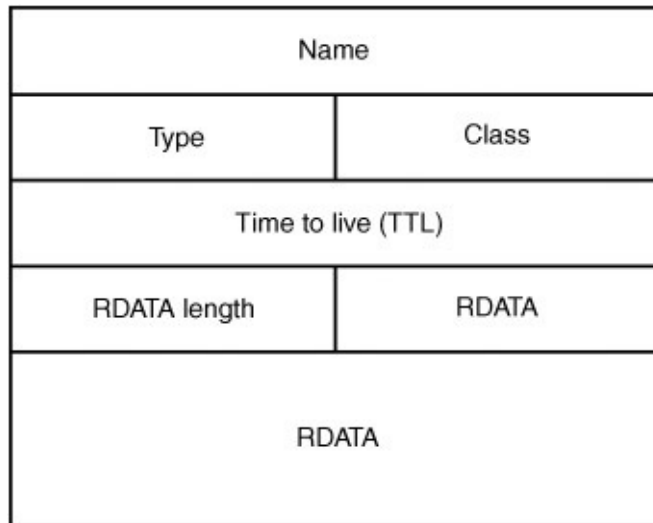 Name
Type Class
Time to live (TTL)
RDATA length RDATA
RDATA